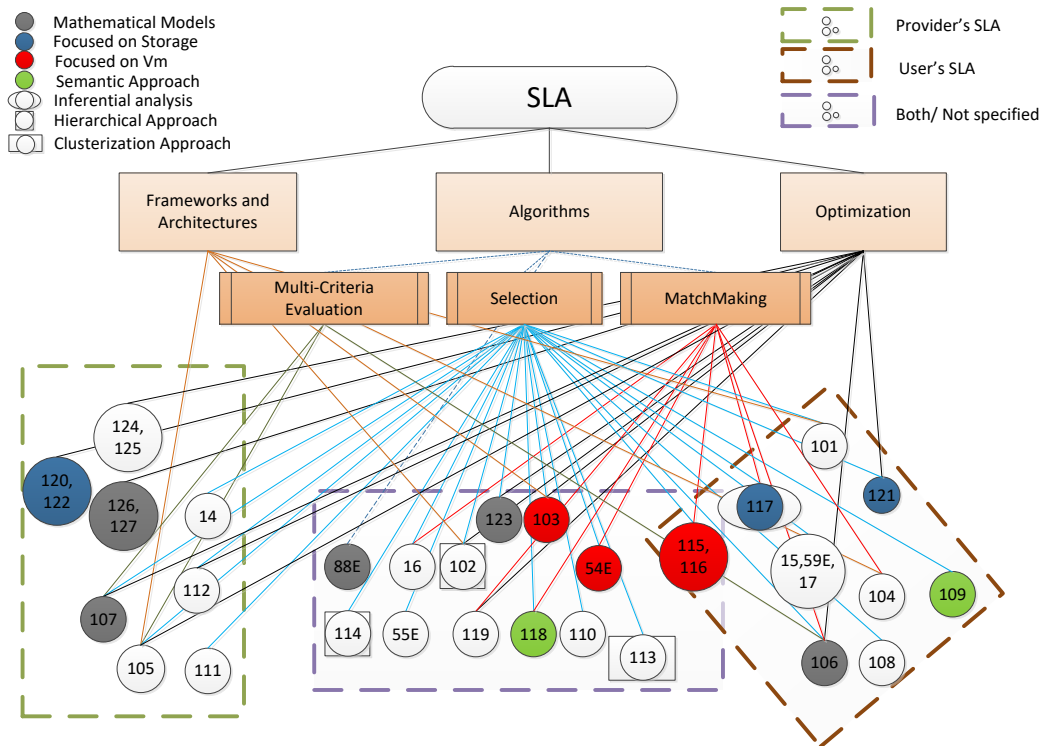 Mathematical Models
Focused on Storage
Focused on Vm
Semantic Approach
Inferential analysis
Hierarchical Approach
Clusterization Approach
Provider's SLA
User's SLA
Both/ Not specified
SLA
Frameworks and
Architectures
Algorithms
Optimization
Multi-Criteria
Evaluation
Selection
MatchMaking
124,
125
120,
122
126,
127
14
112
107
105
111
123
103
88E
16
102
54E
114
55E
119
118
110
113
115,
116
101
117
121
15,59E,
17
104
109
106
108